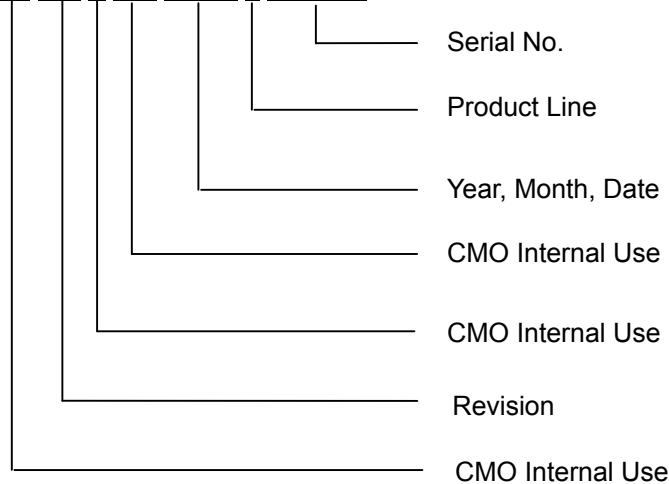 Serial No.
Product Line
Year, Month, Date
CMO Internal Use
CMO Internal Use
Revision
CMO Internal Use